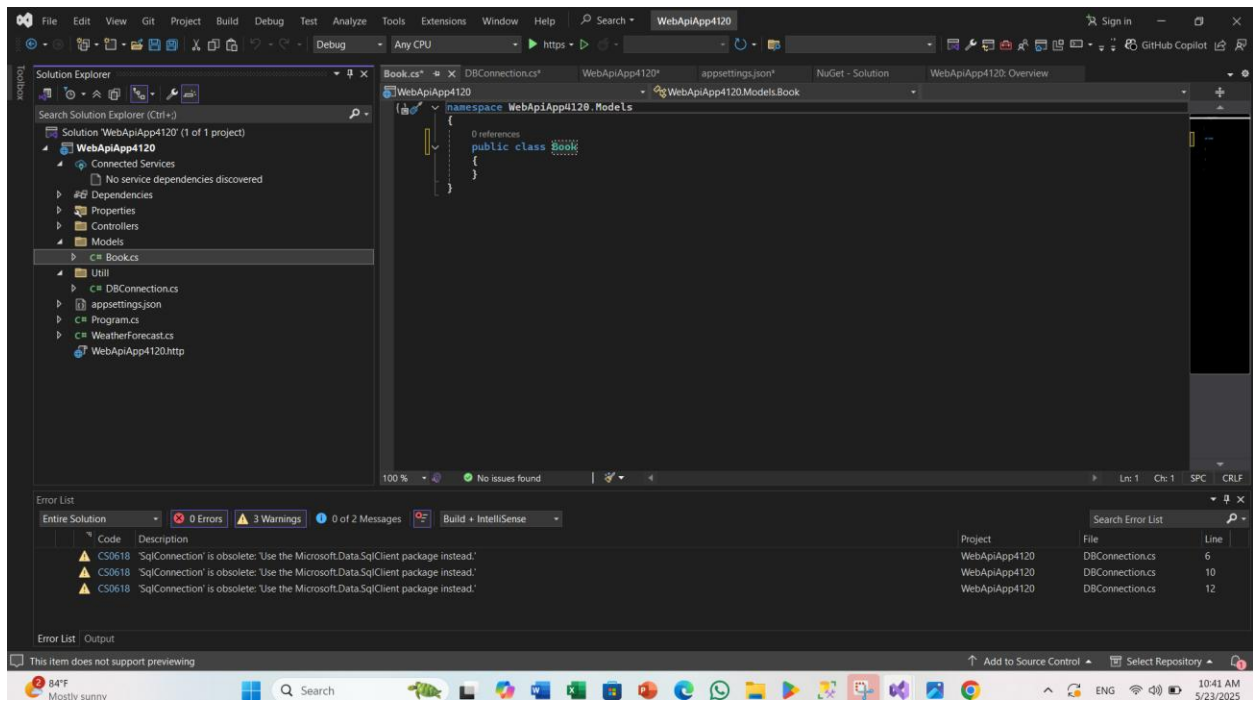 File Edit View Git Project Build Debug Test Analyze Tools Extensions Window Help Search WebApiApp4120 Sign in
Debug Any CPU https GitHub Copilot
Toolbox
Solution Explorer
Search Solution Explorer (Ctrl+;)
Solution 'WebApiApp4120' (1 of 1 project)
WebApiApp4120
Connected Services
No service dependencies discovered
Dependencies
Properties
Controllers
Models
C# Book.cs
Utill
C# DBConnection.cs
appsettings.json
C# Program.cs
C# WeatherForecast.cs
WebApiApp4120.http
Book.cs* DBConnection.cs* WebApiApp4120* appsettings.json* NuGet - Solution WebApiApp4120: Overview
WebApiApp4120 WebApiApp4120.Models.Book
namespace WebApiApp4120.Models
{
0 references
public class Book
{
}
}
100 % No issues found Ln: 1 Ch: 1 SPC CRLF
Error List
Entire Solution 0 Errors 3 Warnings 0 of 2 Messages Build + IntelliSense Search Error List
Code Description Project File Line
CS0618 'SqlConnection' is obsolete: 'Use the Microsoft.Data.SqlClient package instead.' WebApiApp4120 DBConnection.cs 6
CS0618 'SqlConnection' is obsolete: 'Use the Microsoft.Data.SqlClient package instead.' WebApiApp4120 DBConnection.cs 10
CS0618 'SqlConnection' is obsolete: 'Use the Microsoft.Data.SqlClient package instead.' WebApiApp4120 DBConnection.cs 12
Error List Output
This item does not support previewing Add to Source Control Select Repository
2 84°F
Mostly sunny
Search
ENG
10:41 AM
5/23/2025